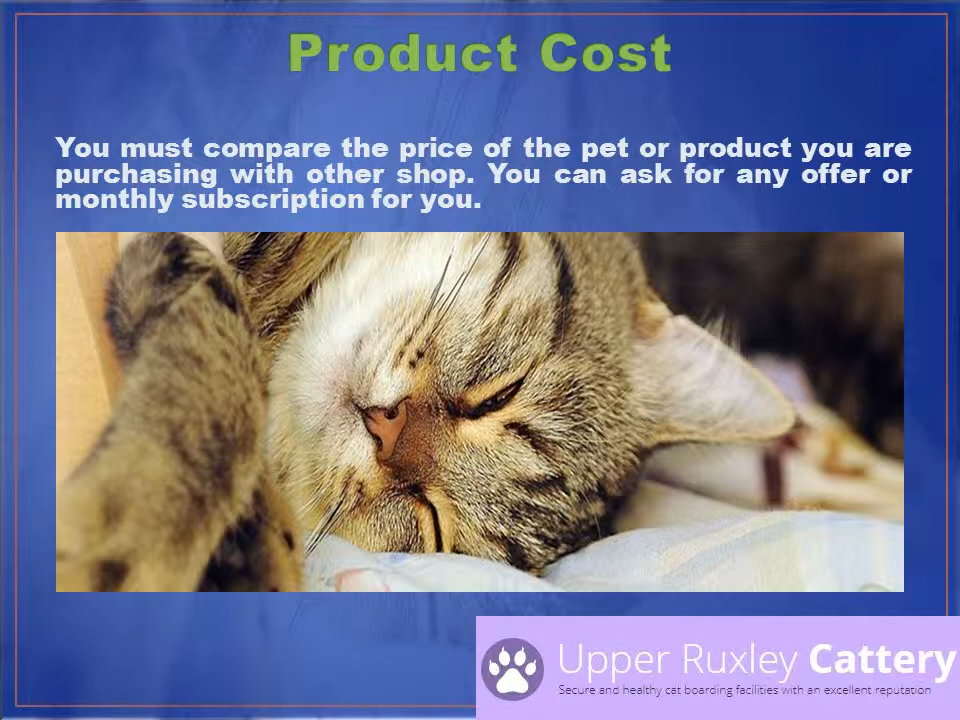 Product Cost
You must compare the price of the pet or product you are
purchasing with other shop. You can ask for any offer or
monthly subscription for you.
Upper Ruxley Cattery
Secure and healthy cat boarding facilities with an excellent reputation